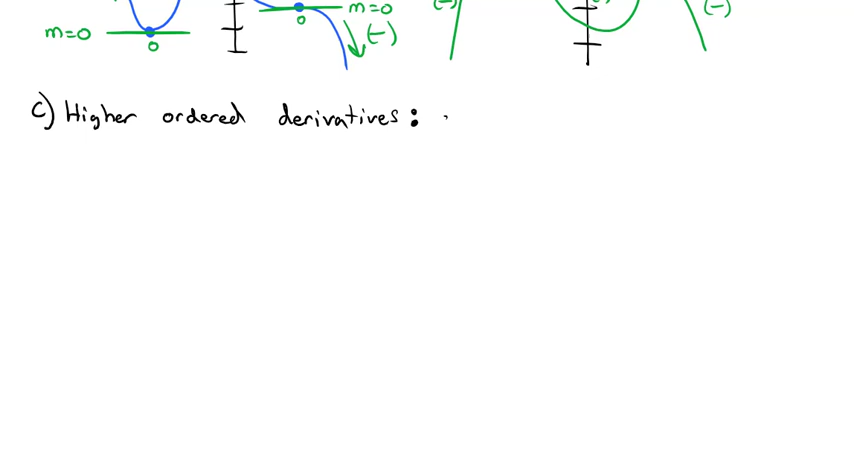 m=0
0
0
m=0
(-)
(-)
(-)
c) Higher ordered derivatives: